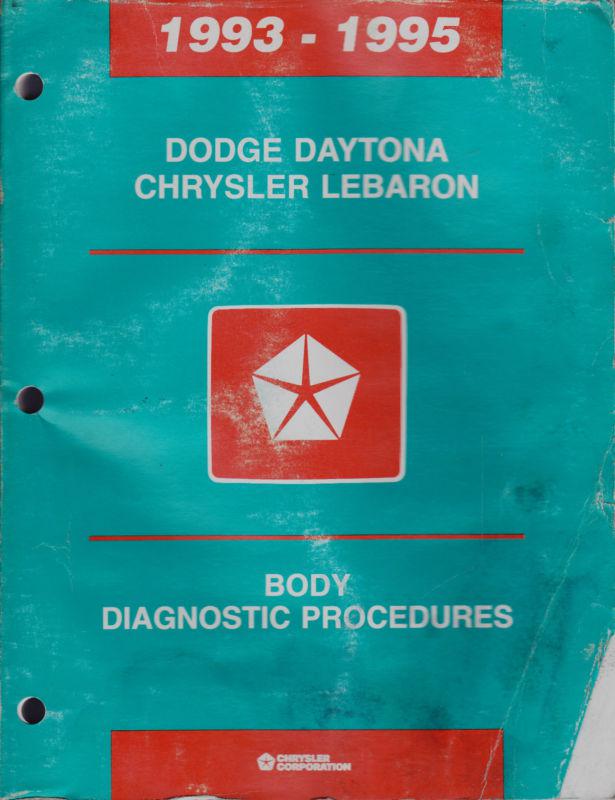 1993 - 1995
DODGE DAYTONA
CHRYSLER LEBARON
BODY
DIAGNOSTIC PROCEDURES
CHRYSLER
CORPORATION